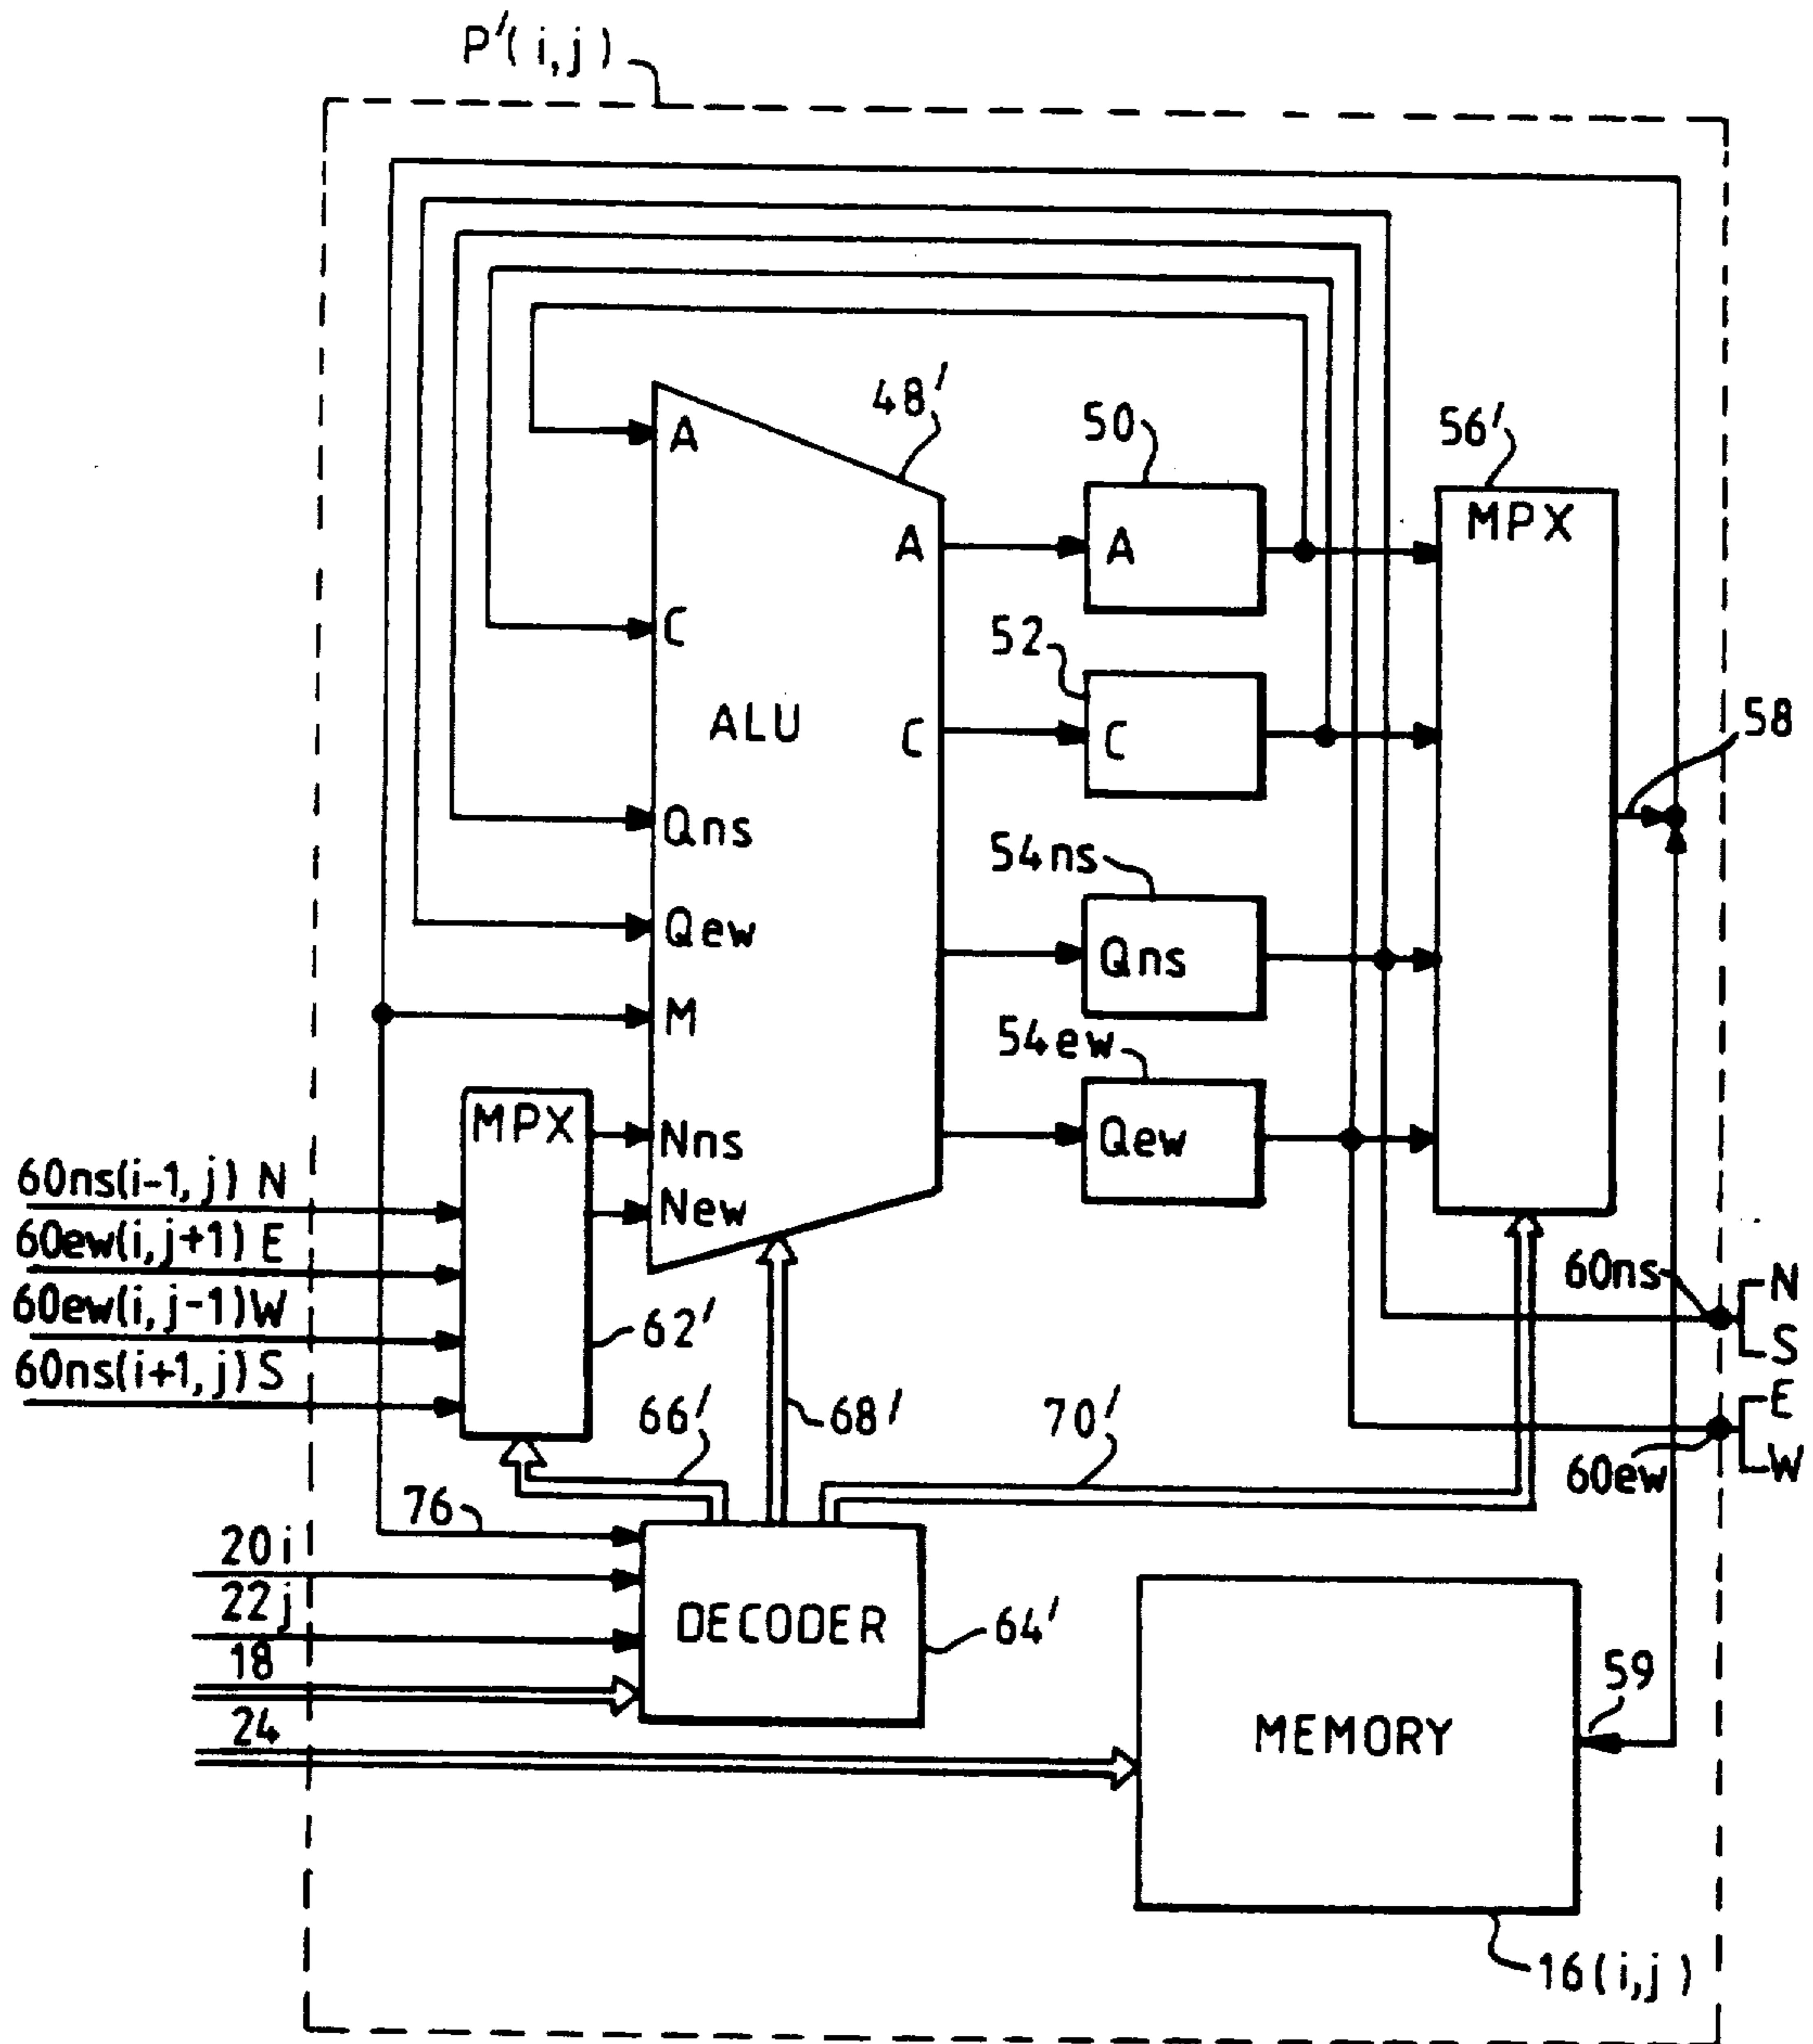 P'(i,j)
48'
50
56'
A
MPX
A
A
52
C
ALU
C
C
58
Qns
54ns
Qew
Qns
M
54ew
MPX
Nns
Qew
60ns(i-1,j) N
New
60ew(i,j+1) E
60ns
N
60ew(i,j-1) W
62'
S
60ns(i+1,j) S
66'
68'
70'
E
60ew
W
76
20i
22j
DECODER
64'
18
59
24
MEMORY
16(i,j)